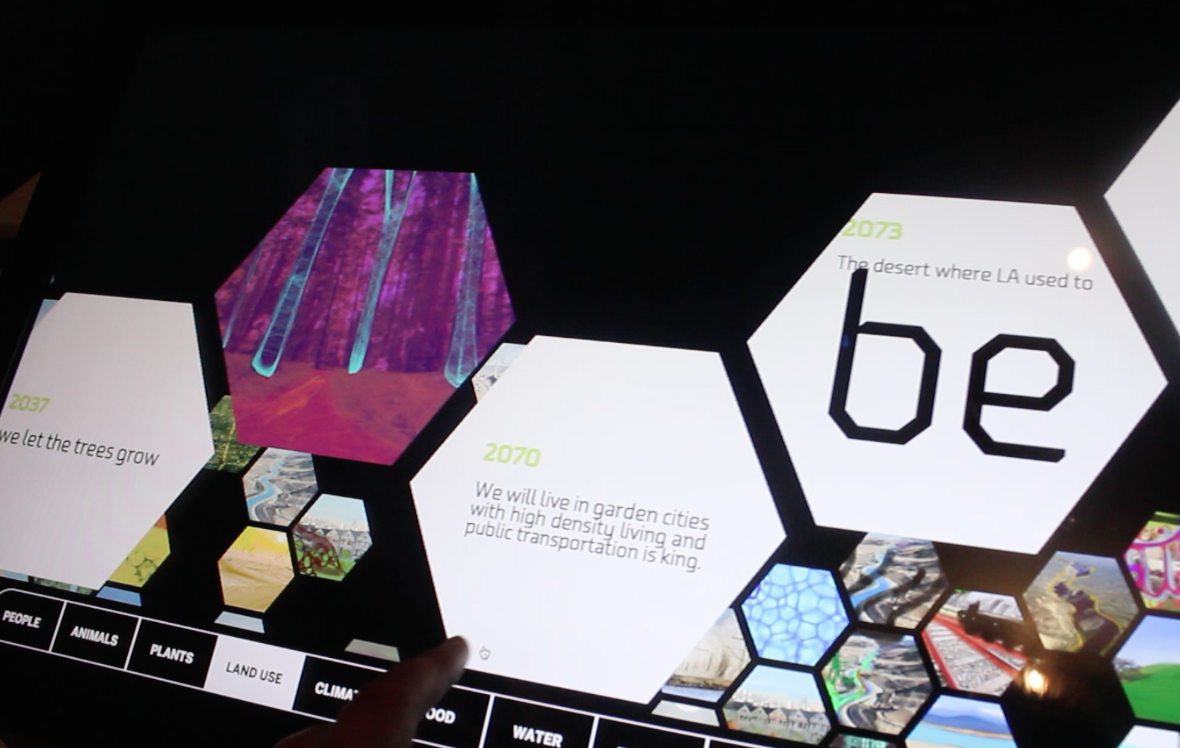 2037
we let the trees grow
2070
We will live in garden cities
with high density living and
public transportation is king.
2073
The desert where LA used to
be
PEOPLE
ANIMALS
PLANTS
LAND USE
WATER